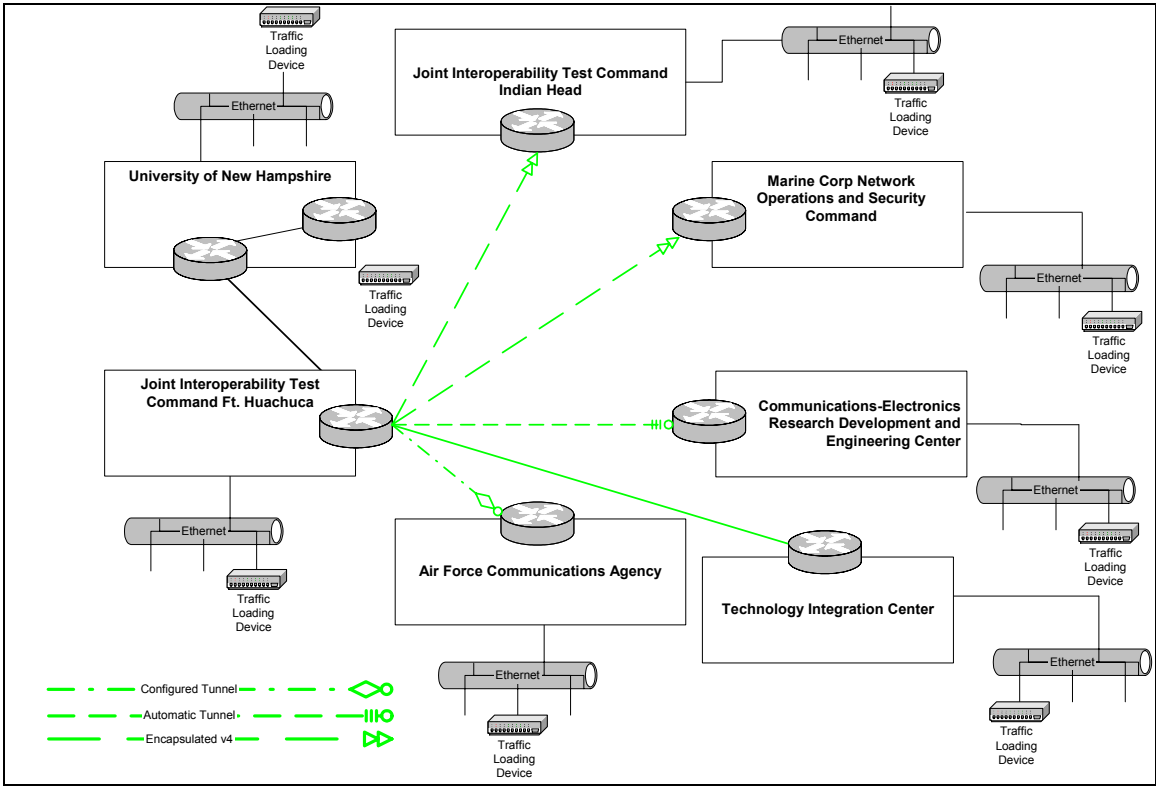 Traffic
Loading
Device
Ethernet
Joint Interoperability Test Command
Indian Head
Ethernet
Traffic
Loading
Device
University of New Hampshire
Marine Corp Network
Operations and Security
Command
Traffic
Loading
Device
Ethernet
Traffic
Loading
Device
Joint Interoperability Test
Command Ft. Huachuca
Communications-Electronics
Research Development and
Engineering Center
Ethernet
Traffic
Loading
Device
Ethernet
Traffic
Loading
Device
Air Force Communications Agency
Technology Integration Center
Ethernet
Traffic
Loading
Device
Ethernet
Traffic
Loading
Device
Configured Tunnel
Automatic Tunnel
Encapsulated v4